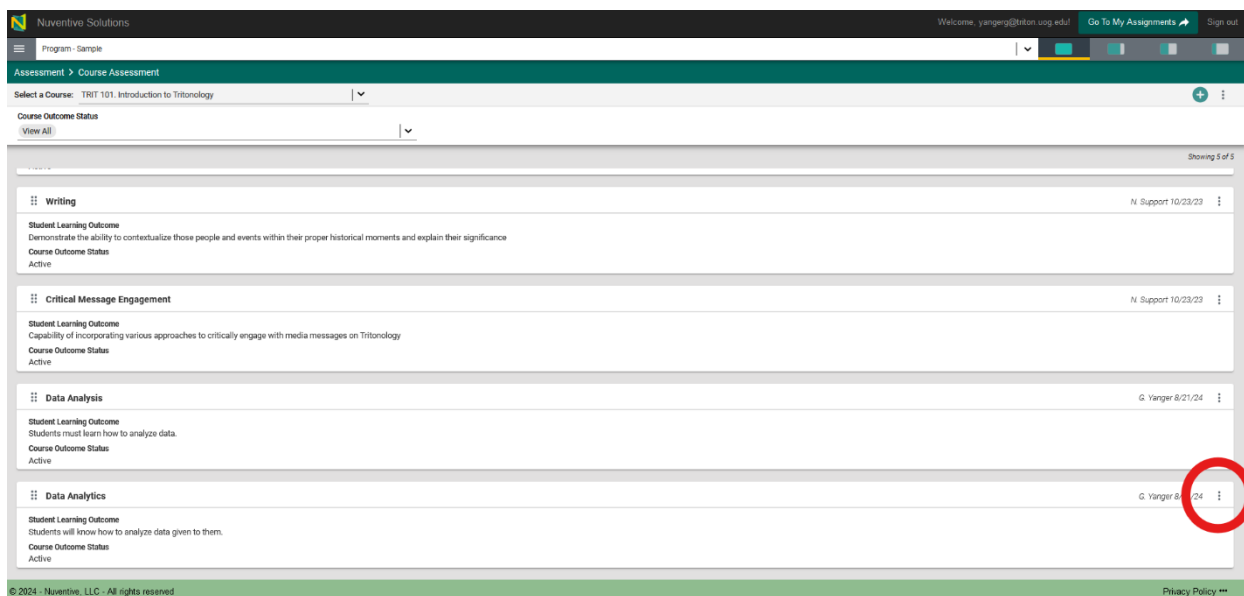 Nuventive Solutions
Welcome, yangerg@triton.uog.edu!
Go To My Assignments
Sign out
Program - Sample
Assessment > Course Assessment
Select a Course: TRIT 101. Introduction to Tritonology
Course Outcome Status
View All
Showing 5 of 5
Writing
N. Support 10/23/23
Student Learning Outcome
Demonstrate the ability to contextualize those people and events within their proper historical moments and explain their significance
Course Outcome Status
Active
Critical Message Engagement
N. Support 10/23/23
Student Learning Outcome
Capability of incorporating various approaches to critically engage with media messages on Tritonology
Course Outcome Status
Active
Data Analysis
G. Yanger 8/21/24
Student Learning Outcome
Students must learn how to analyze data.
Course Outcome Status
Active
Data Analytics
G. Yanger 8/ /24
Student Learning Outcome
Students will know how to analyze data given to them.
Course Outcome Status
Active
© 2024 - Nuventive, LLC - All rights reserved
Privacy Policy •••